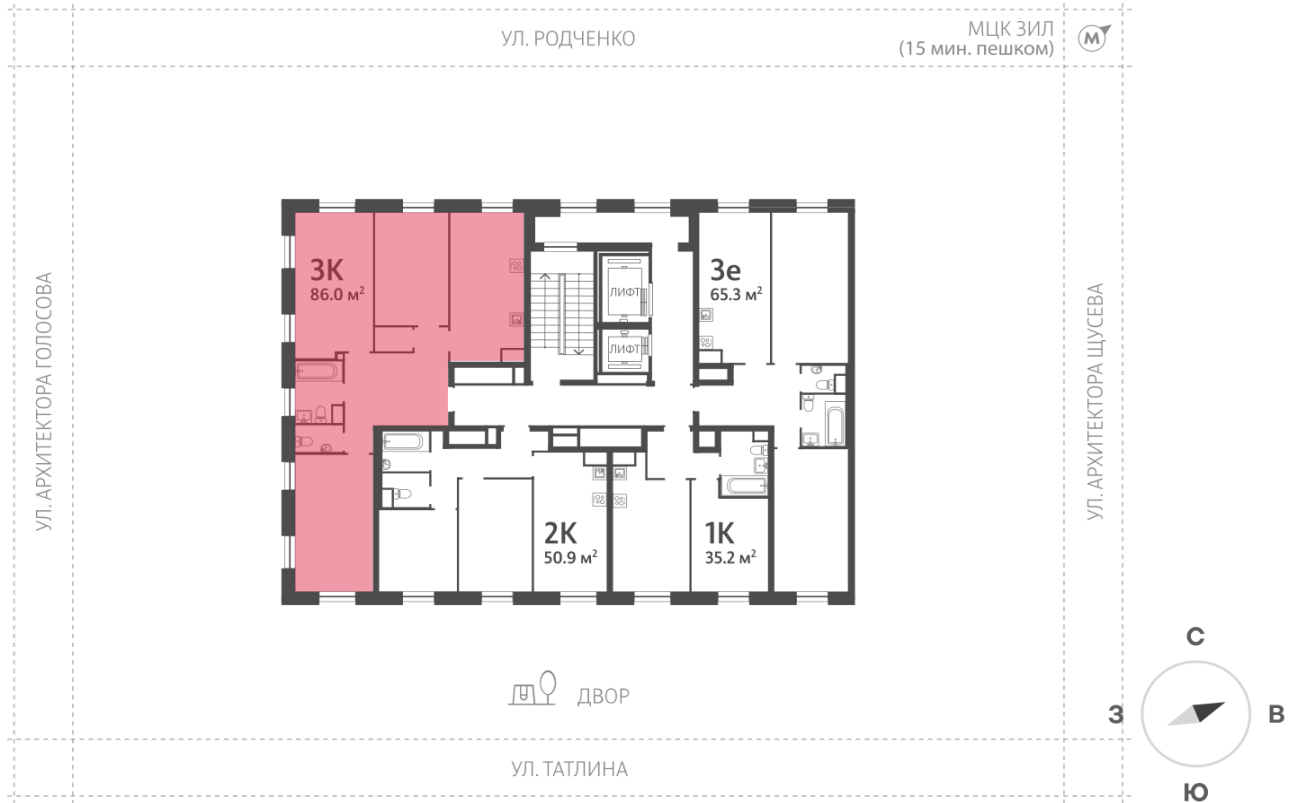 УЛ. РОДЧЕНКО
МЦК ЗИЛ
(15 мин. пешком)
М
УЛ. АРХИТЕКТОРА ГОЛОСОВА
3К
86.0 м²
ЛИФТ
ЛИФТ
3е
65.3 м²
УЛ. АРХИТЕКТОРА ЩУСЕВА
2К
50.9 м²
1К
35.2 м²
ДВОР
УЛ. ТАТЛИНА
С
З
В
Ю